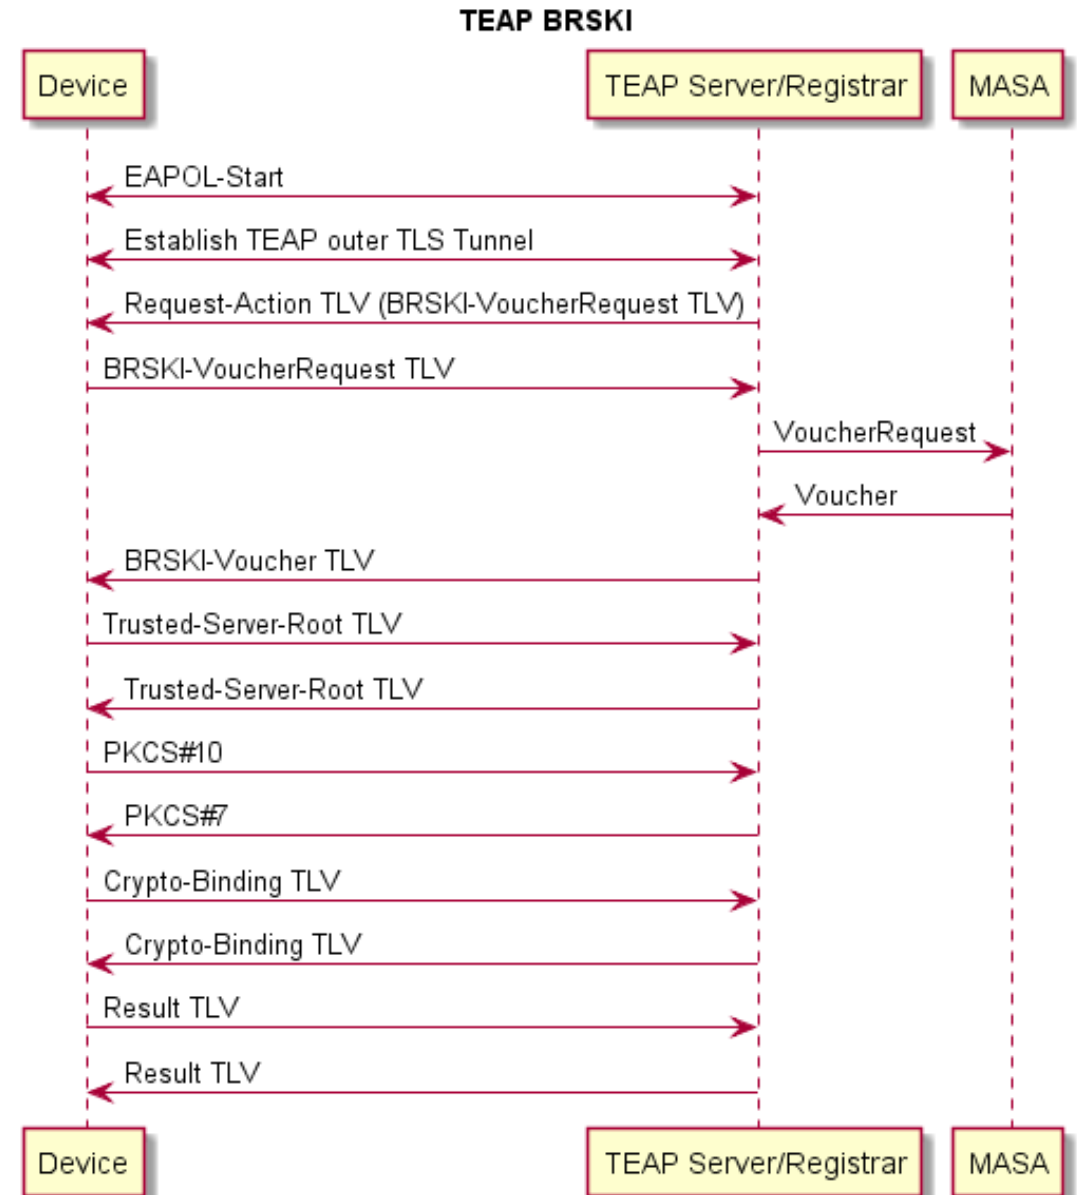 TEAP BRSKI
Device
TEAP Server/Registrar
MASA
EAPOL-Start
Establish TEAP outer TLS Tunnel
Request-Action TLV (BRSKI-VoucherRequest TLV)
BRSKI-VoucherRequest TLV
VoucherRequest
Voucher
BRSKI-Voucher TLV
Trusted-Server-Root TLV
Trusted-Server-Root TLV
PKCS#10
PKCS#7
Crypto-Binding TLV
Crypto-Binding TLV
Result TLV
Result TLV
Device
TEAP Server/Registrar
MASA